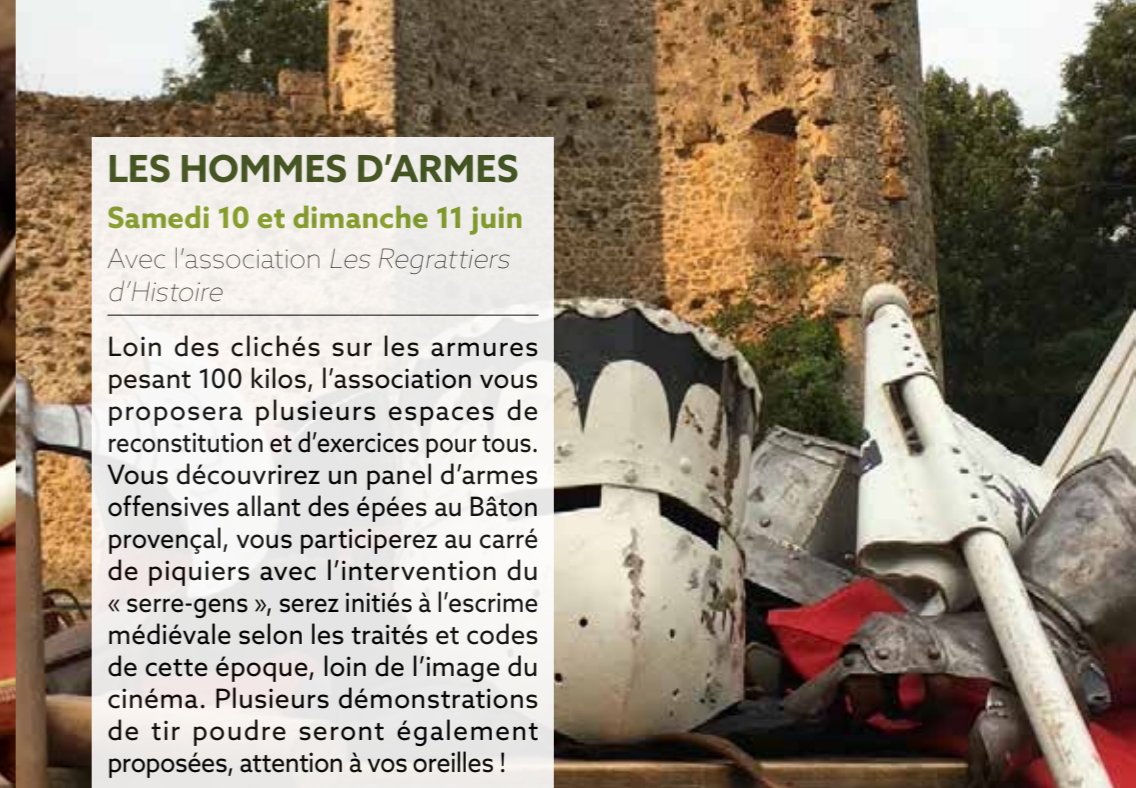 LES HOMMES D'ARMES
Samedi 10 et dimanche 11 juin
Avec l'association Les Regrattiers
d'Histoire
Loin des clichés sur les armures
pesant 100 kilos, l'association vous
proposera plusieurs espaces de
reconstitution et d'exercices pour tous.
Vous découvrirez un panel d'armes
offensives allant des épées au Bâton
provençal, vous participerez au carré
de piquiers avec l'intervention du
« serre-gens », serez initiés à l'escrime
médiévale selon les traités et codes
de cette époque, loin de l'image du
cinéma. Plusieurs démonstrations
de tir poudre seront également
proposées, attention à vos oreilles !